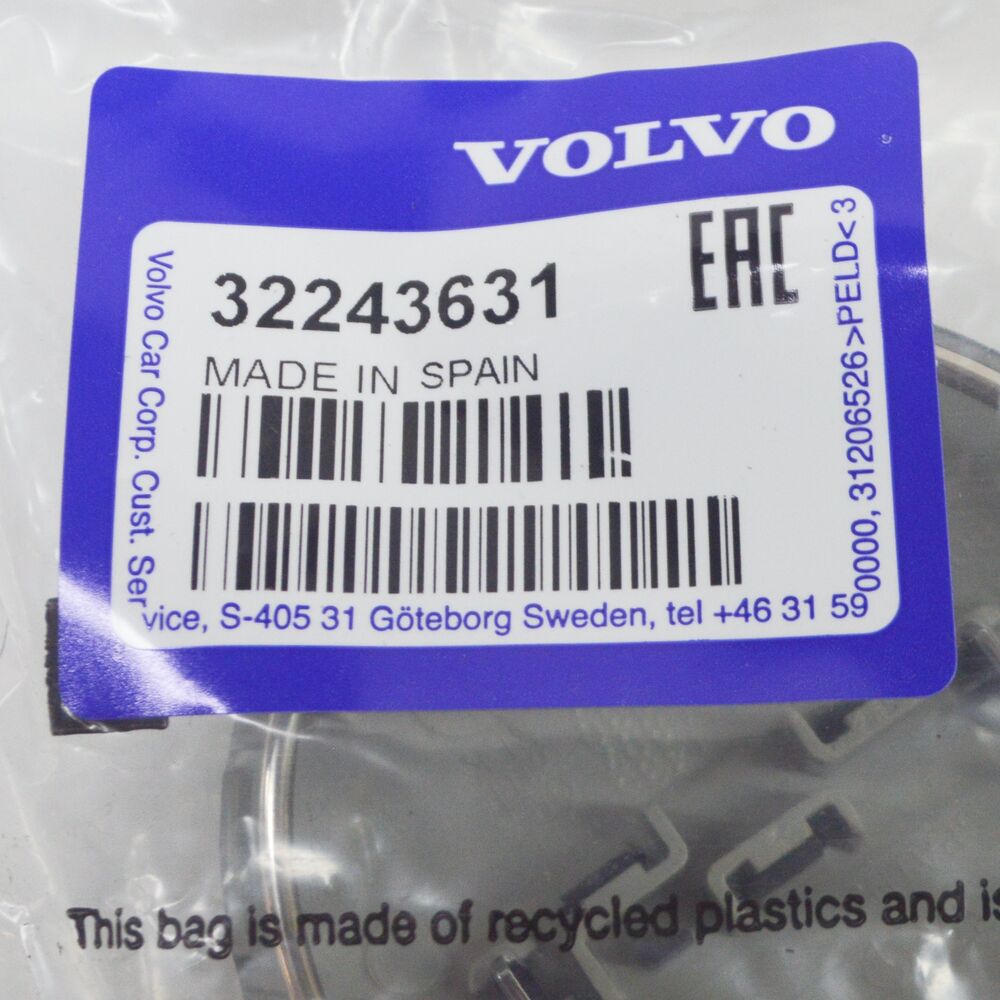 VOLVO
EAC
32243631
MADE IN SPAIN
Volvo Car Corp. Cust. Service, S-405 31 Göteborg Sweden, tel +46 31 59 0000, 31206526>PELD< 3
This bag is made of recycled plastics and is